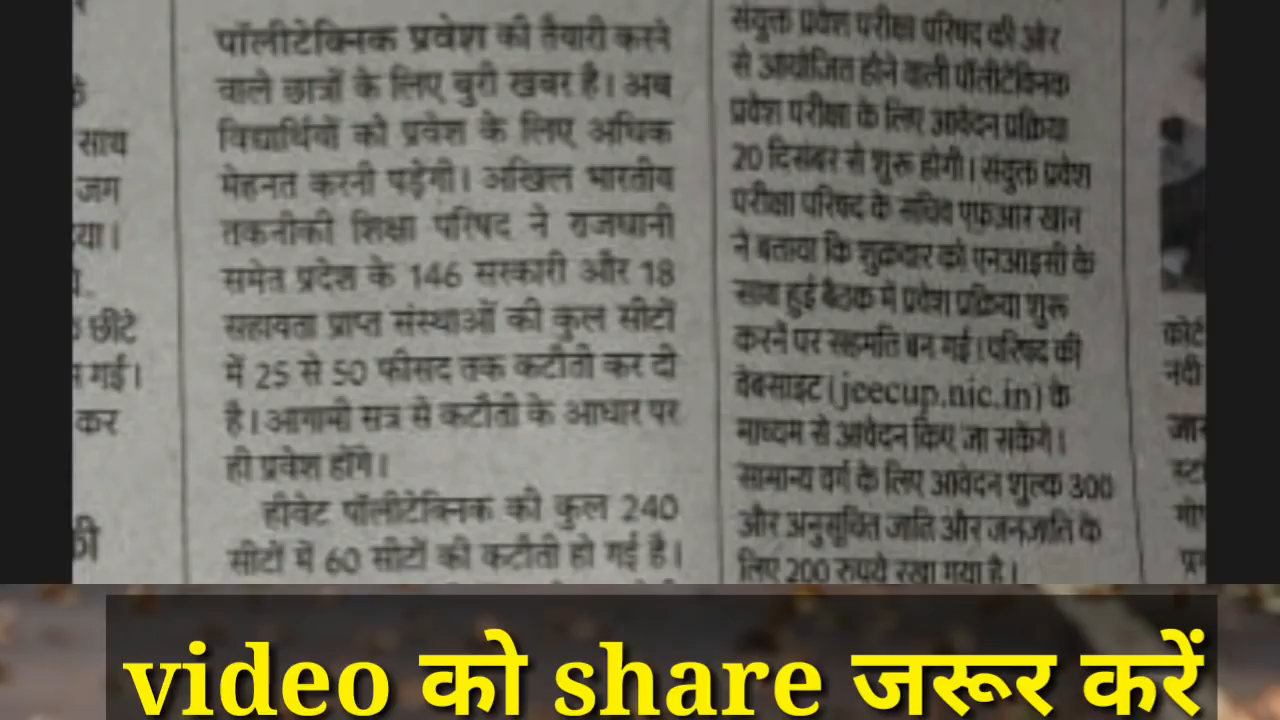 साथ
जग
या।
छींटे
गई।
कर
की
पॉलीटेक्निक प्रवेश की तैयारी करने
वाले छात्रों के लिए बुरी खबर है। अब
विद्यार्थियों को प्रवेश के लिए अधिक
मेहनत करनी पड़ेगी। अखिल भारतीय
तकनीकी शिक्षा परिषद ने राजधानी
समेत प्रदेश के 146 सरकारी और 18
सहायता प्राप्त संस्थाओं की कुल सीटों
में 25 से 50 फीसद तक कटौती कर दी
है। आगामी सत्र से कटौती के आधार पर
ही प्रवेश होंगे।
हीवेट पॉलीटेक्निक की कुल 240
सीटों में 60 सीटों की कटौती हो गई है।
संयुक्त प्रवेश परीक्षा परिषद की ओर
से आयोजित होने वाली पॉलीटेक्निक
प्रवेश परीक्षा के लिए आवेदन प्रक्रिया
20 दिसंबर से शुरू होगी। संयुक्त प्रवेश
परीक्षा परिषद के सचिव एफआर खान
ने बताया कि शुक्रवार को एनआइसी के
साथ हुई बैठक में प्रवेश प्रक्रिया शुरू
करने पर सहमति बन गई। परिषद की
वेबसाइट (jeecup.nic.in) के
माध्यम से आवेदन किए जा सकेंगे।
सामान्य वर्ग के लिए आवेदन शुल्क 300
और अनुसूचित जाति और जनजाति के
लिए 200 रुपये रखा गया है।
नदी
video को share जरूर करें